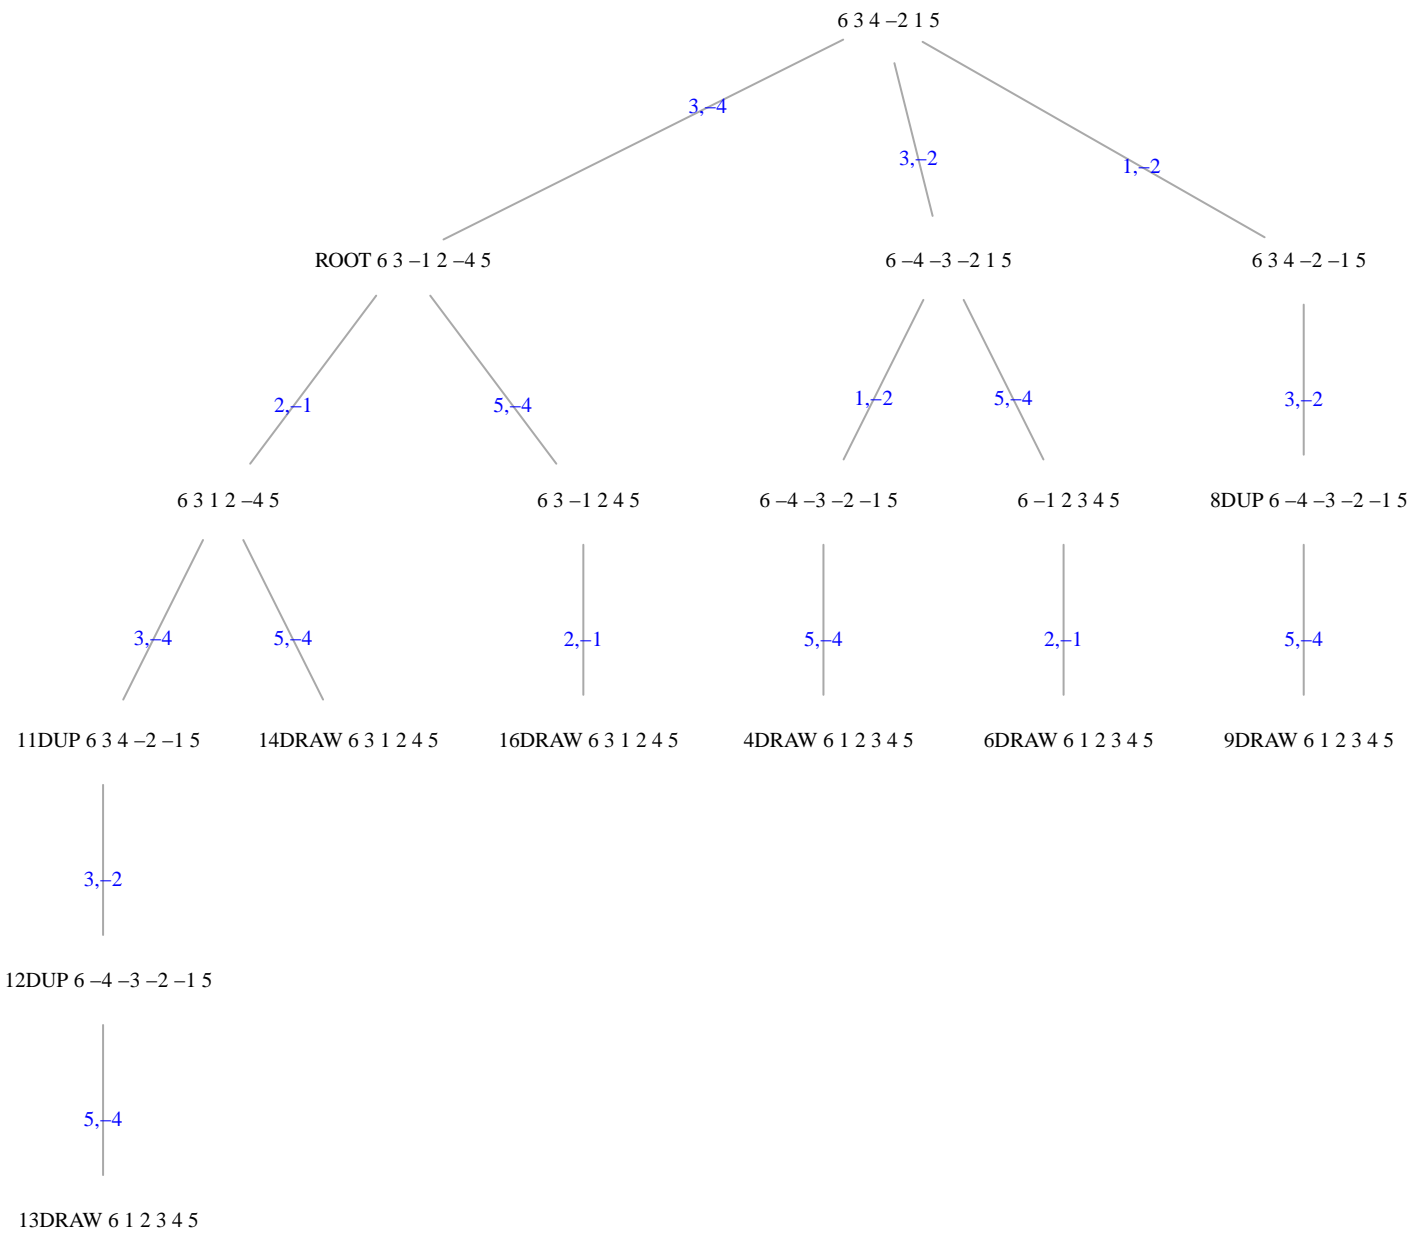 6 3 4 –2 1 5
3,–4
3,–2
1,–2
ROOT 6 3 –1 2 –4 5
6 –4 –3 –2 1 5
6 3 4 –2 –1 5
2,–1
5,–4
1,–2
5,–4
3,–2
6 3 1 2 –4 5
6 3 –1 2 4 5
6 –4 –3 –2 –1 5
6 –1 2 3 4 5
8DUP 6 –4 –3 –2 –1 5
3,–4
5,–4
2,–1
5,–4
2,–1
5,–4
11DUP 6 3 4 –2 –1 5
14DRAW 6 3 1 2 4 5
16DRAW 6 3 1 2 4 5
4DRAW 6 1 2 3 4 5
6DRAW 6 1 2 3 4 5
9DRAW 6 1 2 3 4 5
3,–2
12DUP 6 –4 –3 –2 –1 5
5,–4
13DRAW 6 1 2 3 4 5